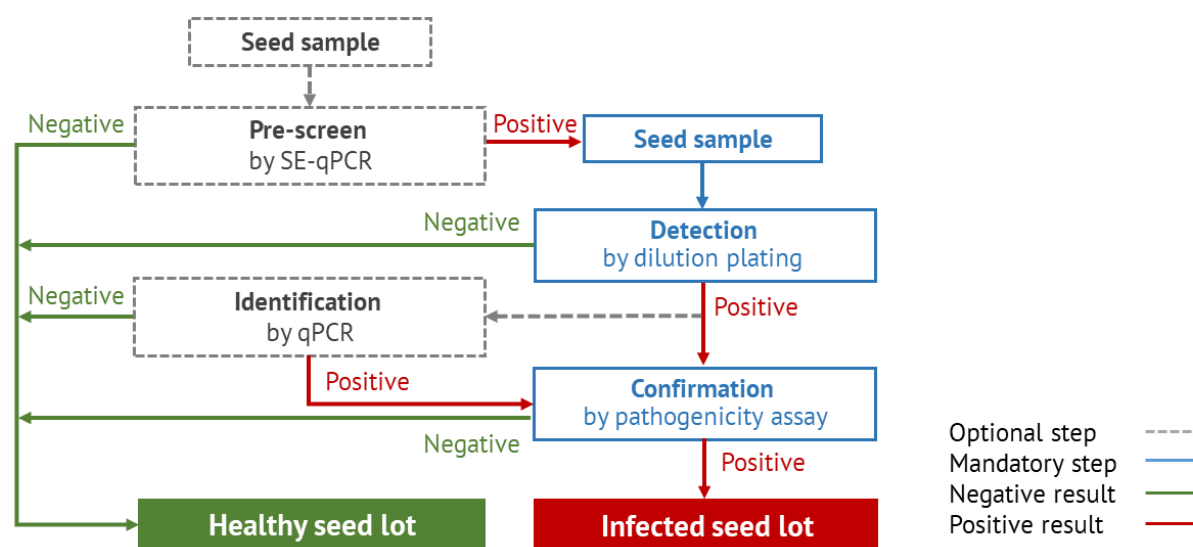 Seed sample
Negative
Pre-screen
by SE-qPCR
Positive
Seed sample
Negative
Detection
by dilution plating
Negative
Identification
by qPCR
Positive
Positive
Confirmation
by pathogenicity assay
Negative
Positive
Healthy seed lot
Infected seed lot
Optional step
Mandatory step
Negative result
Positive result